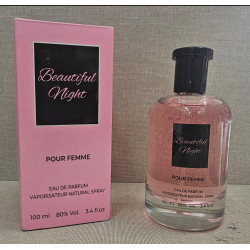 Beautiful
Night
POUR FEMME
EAU DE PARFUM
VAPORISATEUR NATURAL SPRAY
100 ml 80% Vol. 3.4 fl.oz
Beautiful
Night
POUR FEMME
EAU DE PARFUM
VAPORISATEUR NATURAL SPRAY